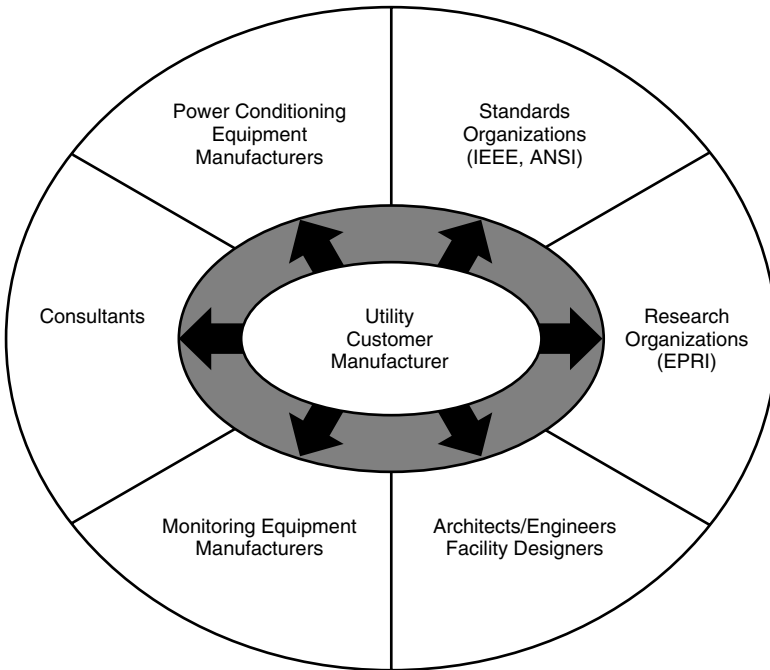 Power Conditioning
Equipment
Manufacturers
Standards
Organizations
(IEEE, ANSI)
Consultants
Utility
Customer
Manufacturer
Research
Organizations
(EPRI)
Monitoring Equipment
Manufacturers
Architects/Engineers
Facility Designers